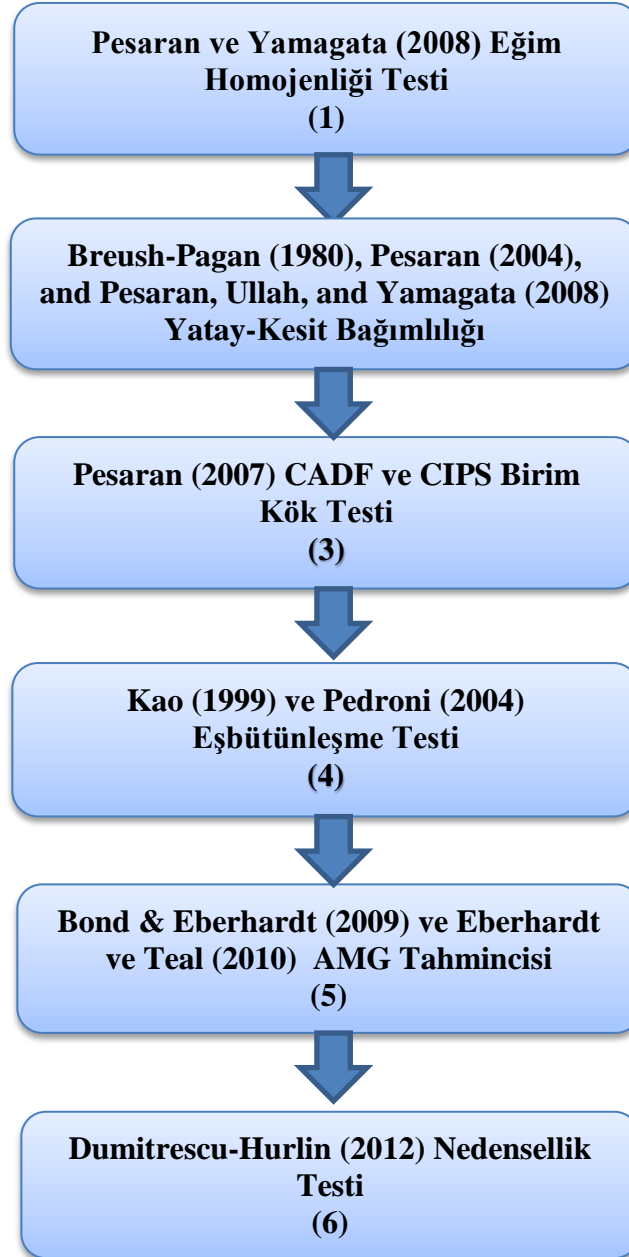 Pesaran ve Yamagata (2008) Eğim
Homojenliği Testi
(1)
Breush-Pagan (1980), Pesaran (2004),
and Pesaran, Ullah, and Yamagata (2008)
Yatay-Kesit Bağımlılığı
Pesaran (2007) CADF ve CIPS Birim
Kök Testi
(3)
Kao (1999) ve Pedroni (2004)
Eşbütünleşme Testi
(4)
Bond & Eberhardt (2009) ve Eberhardt
ve Teal (2010) AMG Tahmincisi
(5)
Dumitrescu-Hurlin (2012) Nedensellik
Testi
(6)